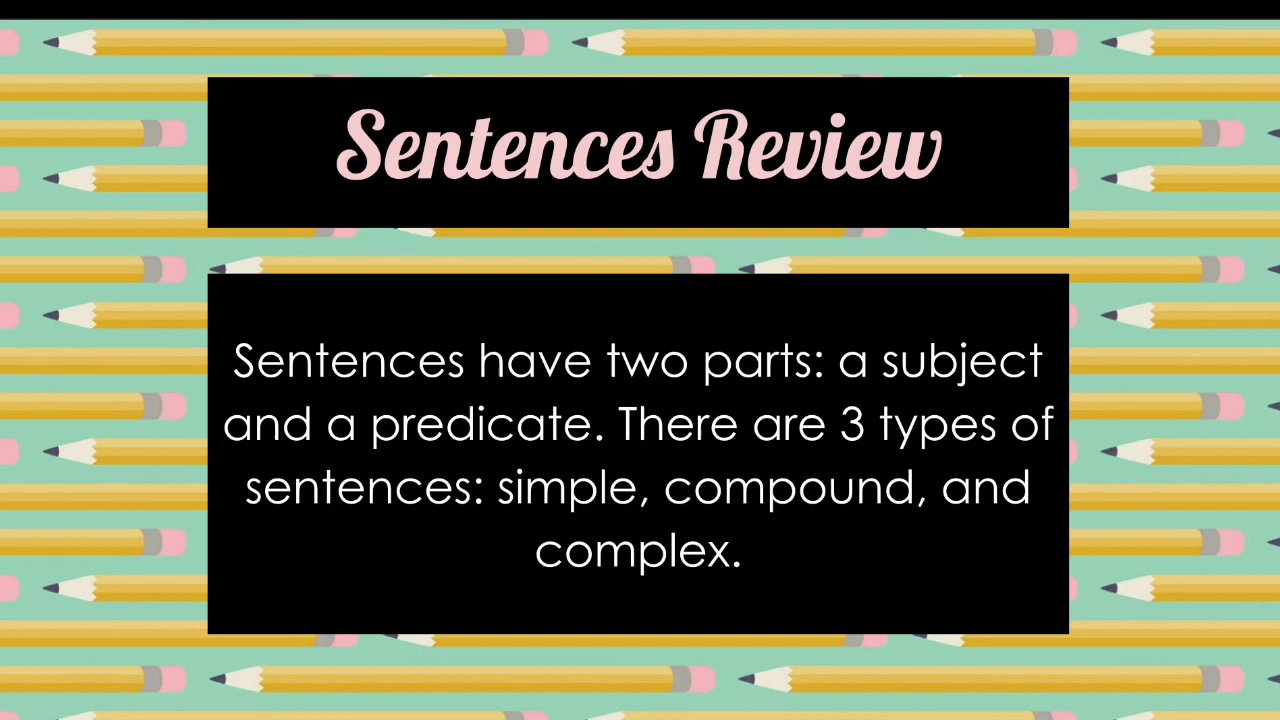 Sentences Review
Sentences have two parts: a subject
and a predicate. There are 3 types of
sentences: simple, compound, and
complex.